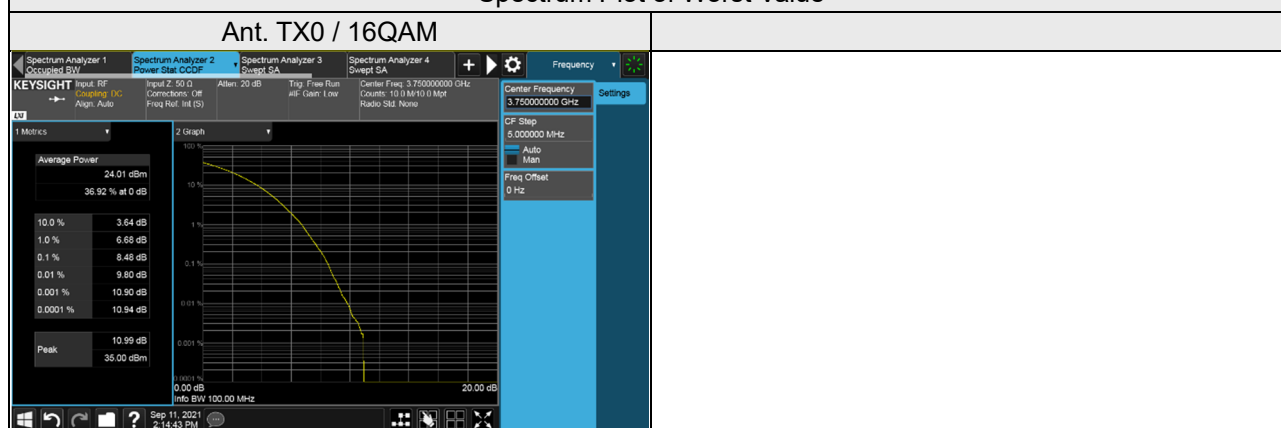 Spectrum Plot of Worst Value
Ant. TX0 / 16QAM
Spectrum Analyzer 1
Occupied BW
Spectrum Analyzer 2
Power Stat CCDF
Spectrum Analyzer 3
Swept SA
Spectrum Analyzer 4
Swept SA
Frequency
KEYSIGHT
Input: RF
Coupling: DC
Align: Auto
Input Z: 50 Ω
Corrections: Off
Freq Ref: Int (S)
Atten: 20 dB
Trig: Free Run
#IF Gain: Low
Center Freq: 3.750000000 GHz
Counts: 10.0 M/10.0 Mpt
Radio Std: None
Center Frequency
3.750000000 GHz
Settings
CF Step
5.000000 MHz
Auto
Man
Freq Offset
0 Hz
1 Metrics
Average Power
24.01 dBm
36.92 % at 0 dB
10.0 % 3.64 dB
1.0 % 6.68 dB
0.1 % 8.48 dB
0.01 % 9.80 dB
0.001 % 10.90 dB
0.0001 % 10.94 dB
Peak
10.99 dB
35.00 dBm
2 Graph
100 %
10 %
1 %
0.1 %
0.01 %
0.001 %
0.0001 %
0.00 dB
20.00 dB
Info BW 100.00 MHz
Sep 11, 2021
2:14:43 PM